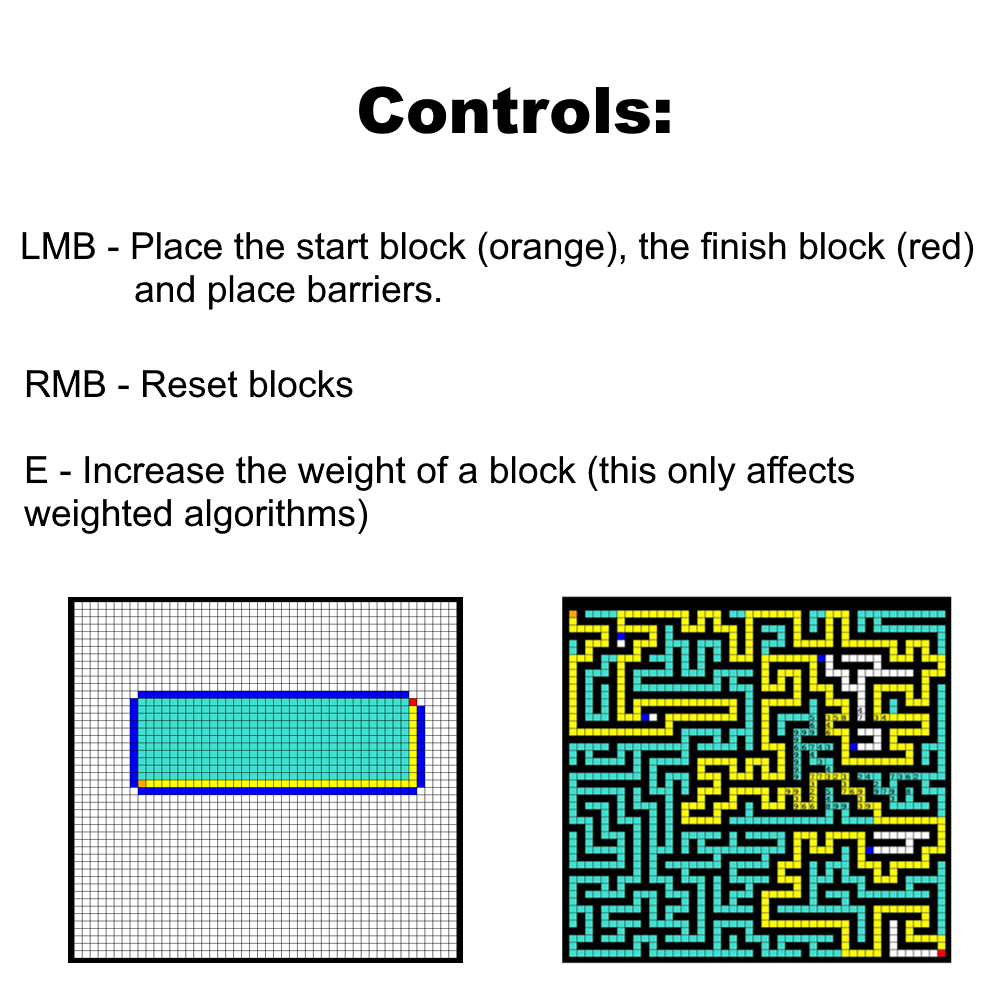 Controls:
LMB - Place the start block (orange), the finish block (red)
and place barriers.
RMB - Reset blocks
E - Increase the weight of a block (this only affects
weighted algorithms)